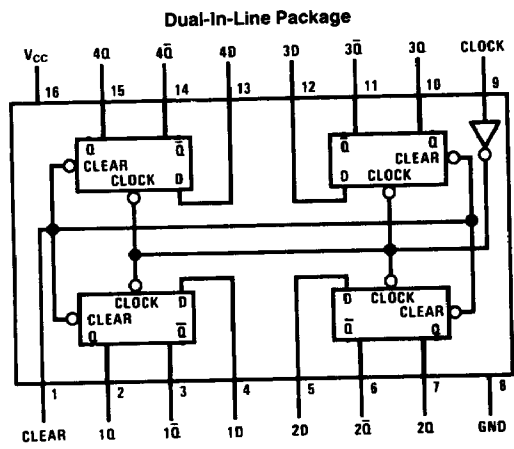 Dual-In-Line Package
VCC 4Q 4Q̅ 4D 3D 3Q̅ 3Q CLOCK
16 15 14 13 12 11 10 9
Q Q̅ Q̅ Q
CLEAR CLEAR
CLOCK D D CLOCK
CLOCK D D CLOCK
CLEAR CLEAR
Q Q̅ Q̅ Q
1 2 3 4 5 6 7 8
CLEAR 1Q 1Q̅ 1D 2D 2Q̅ 2Q GND